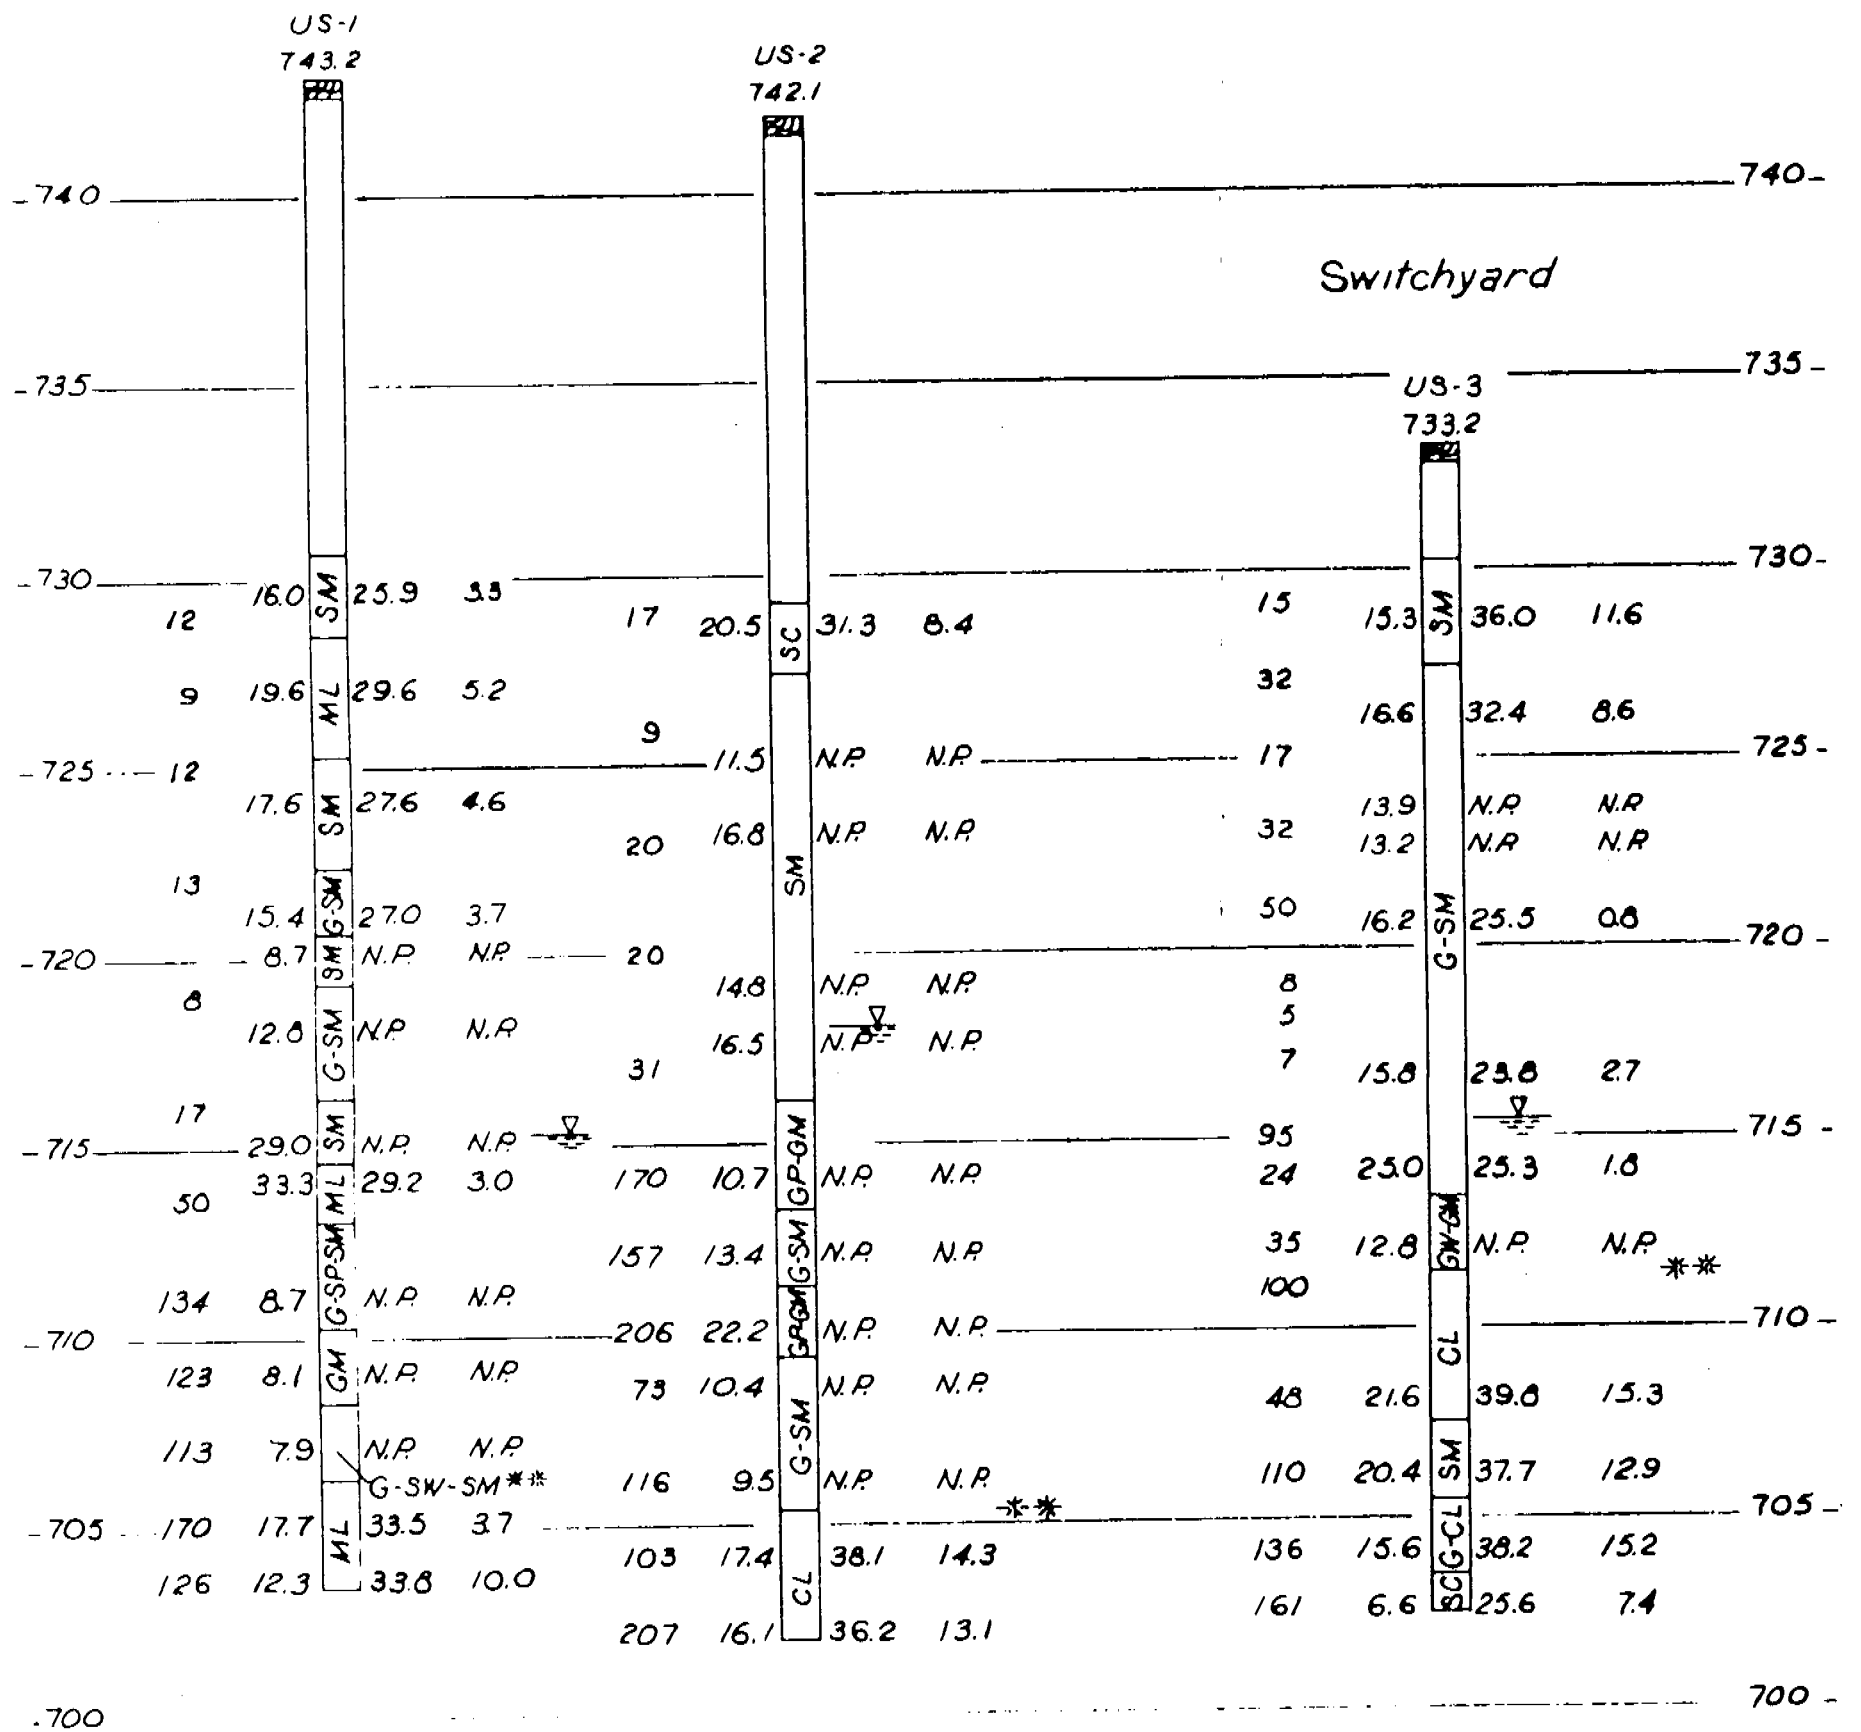 US-1
743.2
US-2
742.1
740 740
Switchyard
735 735
US-3
733.2
730 730
16.0 SM 25.9 3.3
12
17 20.5 SC 31.3 8.4
15
15.3 SM 36.0 11.6
9 19.6 ML 29.6 5.2
32
16.6 32.4 8.6
9
11.5 N.P. N.P.
17
725 725
12
17.6 SM 27.6 4.6
13.9 N.P. N.P.
20 16.8 N.P. N.P.
SM
32
13.2 N.P. N.P.
13
15.4 G-SM 27.0 3.7
50
16.2 G-SM 25.5 0.8
720 720
8.7 SM N.P. N.P.
20
14.8 N.P. N.P.
8
8
5
12.8 G-SM N.P. N.P.
16.5 N.P. N.P.
31
7
15.8 23.8 2.7
17
715 715
29.0 SM N.P. N.P.
95
33.3 ML 29.2 3.0
50
170 10.7 GP-GM N.P. N.P.
24 25.0 25.3 1.8
157 13.4 G-SM N.P. N.P.
35 12.8 GW-GM N.P. N.P. **
100
134 8.7 G-SP-SM N.P. N.P.
710 710
206 22.2 GP-GM N.P. N.P.
CL
123 8.1 GM N.P. N.P.
73 10.4 N.P. N.P.
G-SM
48 21.6 39.8 15.3
113 7.9 N.P. N.P.
G-SW-SM **
116 9.5 N.P. N.P. **
110 20.4 SM 37.7 12.9
705 705
170 17.7 33.5 3.7
ML
103 17.4 38.1 14.3
CL
136 15.6 G-CL 38.2 15.2
126 12.3 33.8 10.0
161 6.6 SC 25.6 7.4
207 16.1 36.2 13.1
700 700